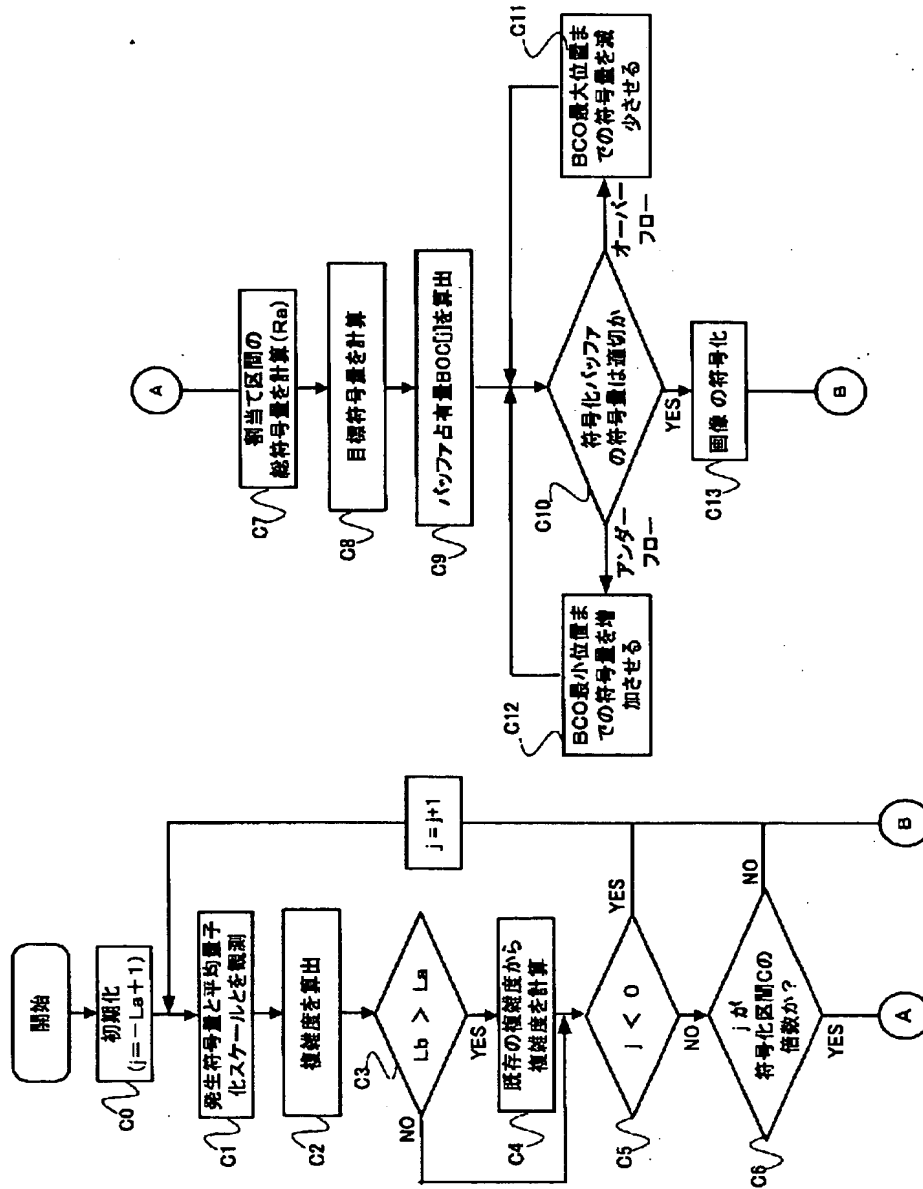 開始
初期化
(j=-La+1)
C0
発生符号量と平均量子
化スケールとを観測
C1
複雑度を算出
C2
Lb > La
C3
NO
YES
既存の複雑度から
複雑度を計算
C4
j < 0
C5
YES
NO
jが
符号化区間Cの
倍数か?
C6
NO
YES
A
B
j=j+1
A
割当て区間の
総符号量を計算(Ra)
C7
目標符号量を計算
C8
バッファ占有量BOC[j]を算出
C9
符号化バッファ
の符号量は適切か
C10
アンダー
フロー
オーバー
フロー
YES
BCO最大位置ま
での符号量を減
少させる
C11
BCO最小位置ま
での符号量を増
加させる
C12
画像の符号化
C13
B